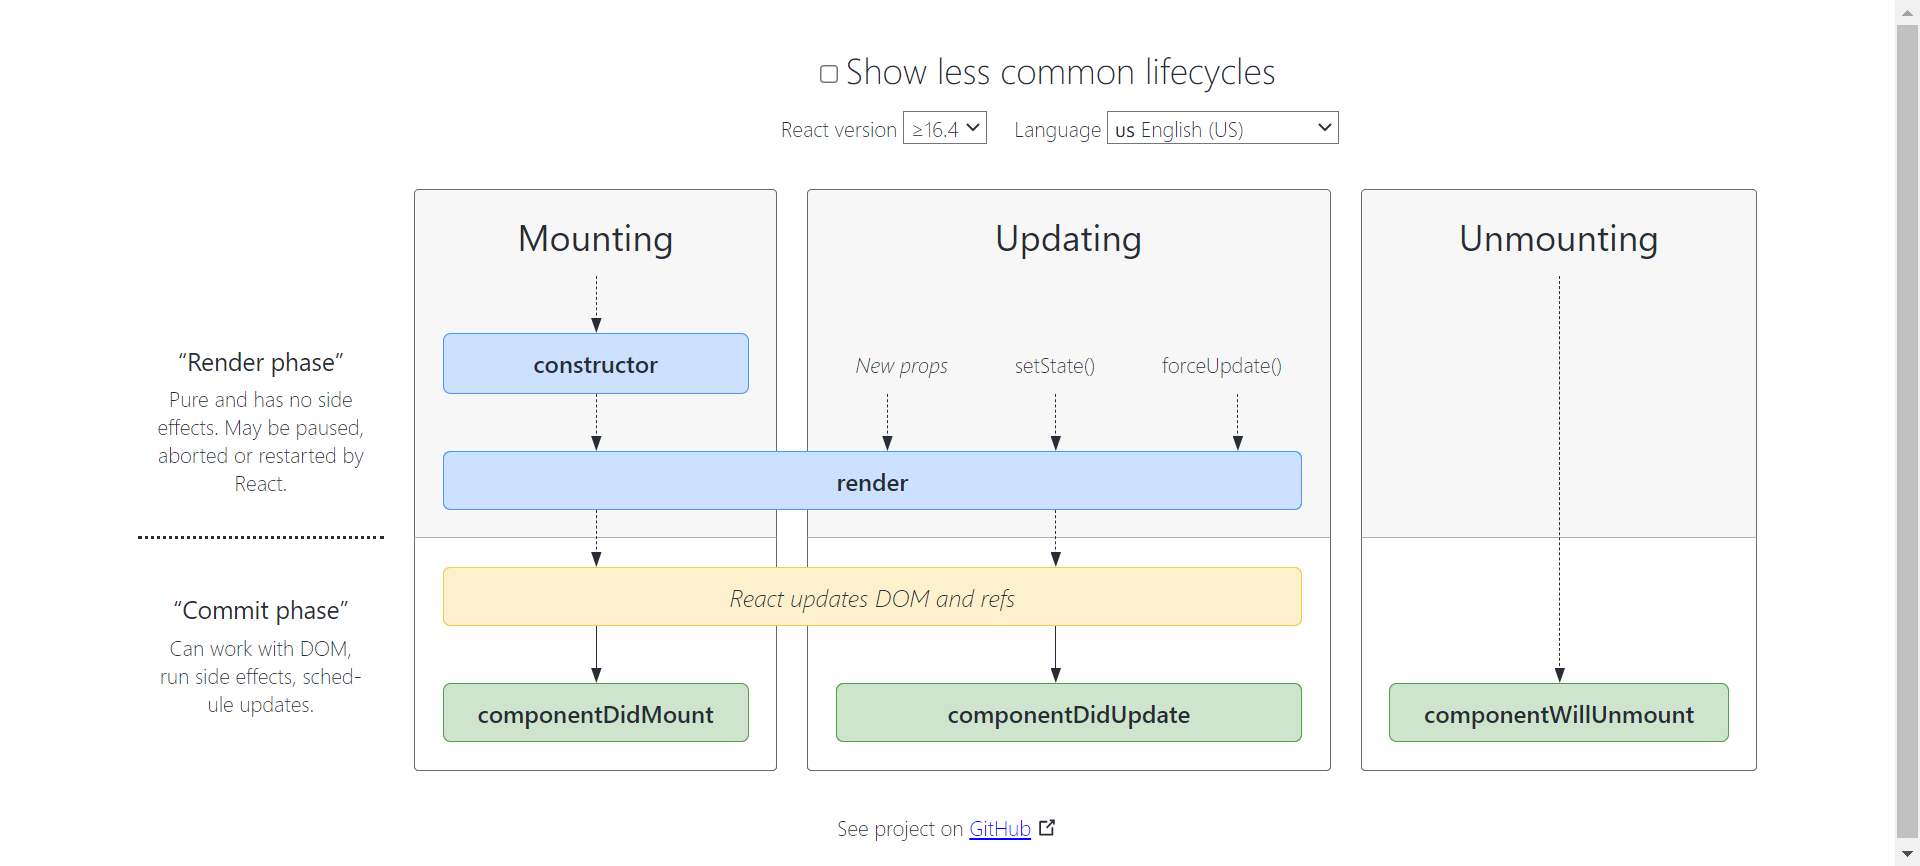 Show less common lifecycles
React version ≥16.4 Language us English (US)
Mounting
Updating
Unmounting
“Render phase”
Pure and has no side
effects. May be paused,
aborted or restarted by
React.
constructor
New props
setState()
forceUpdate()
render
“Commit phase”
Can work with DOM,
run side effects, sched-
ule updates.
React updates DOM and refs
componentDidMount
componentDidUpdate
componentWillUnmount
See project on GitHub